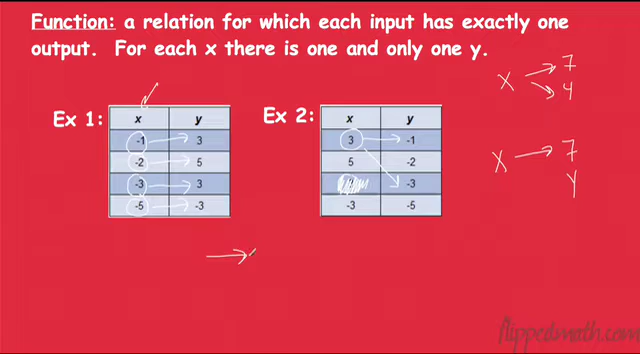 Function: a relation for which each input has exactly one
output. For each x there is one and only one y.
x 7
4
Ex 1:
x y
-1 3
-2 5
-3 3
-5 -3
Ex 2:
x y
3 -1
5 -2
-3
-3 -5
x 7
y
flippedmath.com